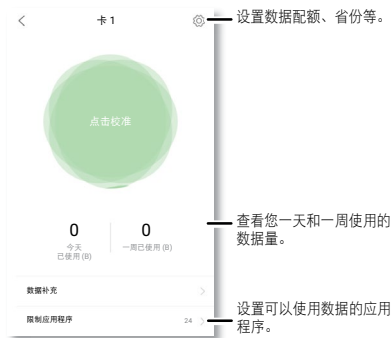 卡 1
设置数据配额、省份等。
点击校准
0
0
今天
已使用 (B)
一周已使用 (B)
查看您一天和一周使用的
数据量。
数据补充
限制应用程序
24
设置可以使用数据的应用
程序。